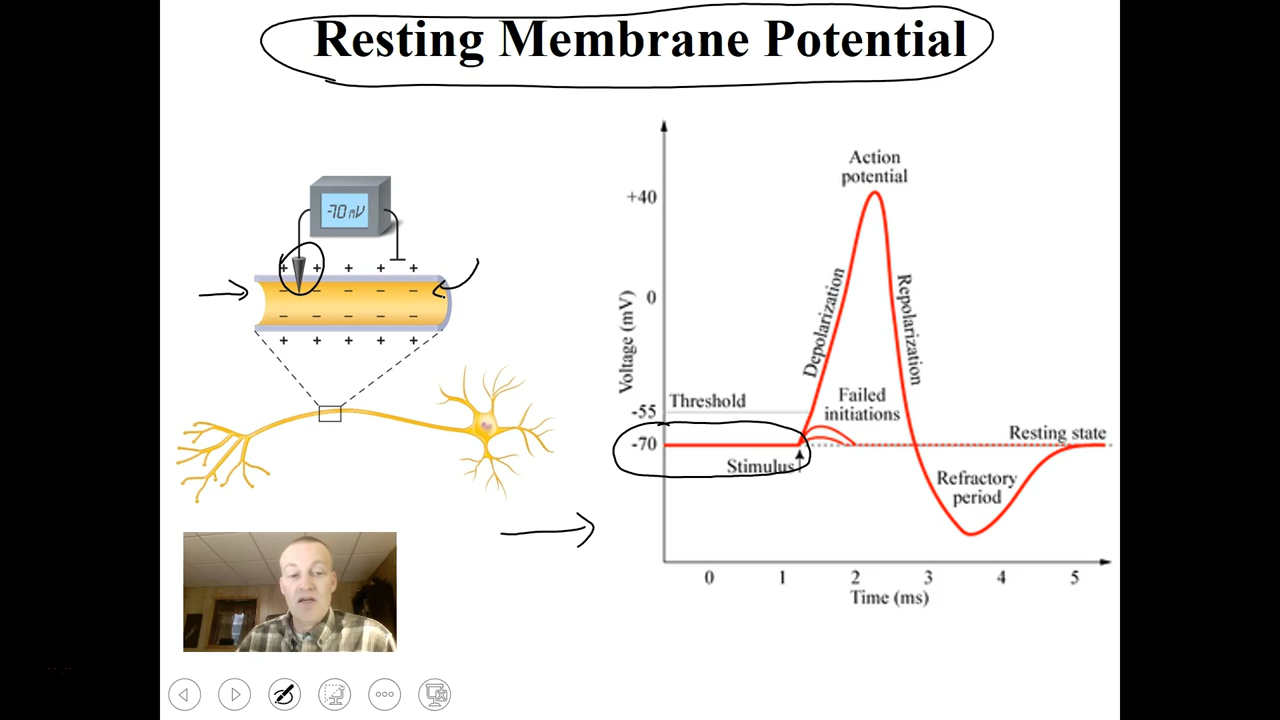 Resting Membrane Potential
-70 mV
+ + + + +
− − − − −
− − − − −
+ + + + +
Action
potential
+40
0
-55
-70
Voltage (mV)
Depolarization
Repolarization
Threshold
Failed
initiations
Resting state
Stimulus
Refractory
period
0 1 2 3 4 5
Time (ms)